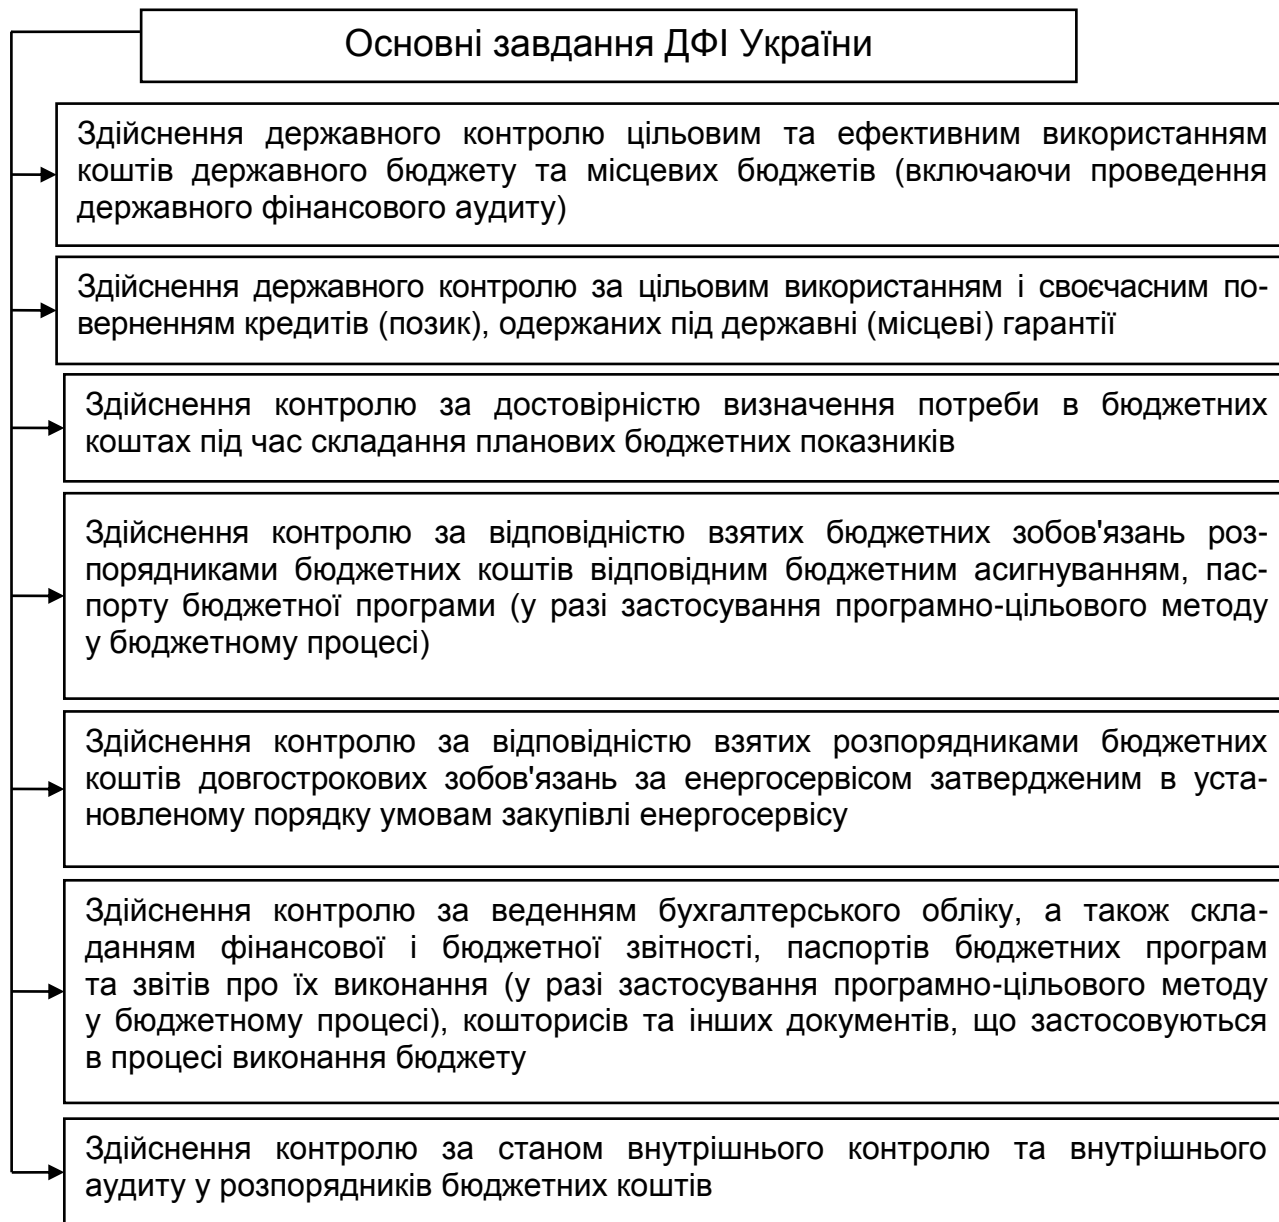 Основні завдання ДФІ України
Здійснення державного контролю цільовим та ефективним використанням
коштів державного бюджету та місцевих бюджетів (включаючи проведення
державного фінансового аудиту)
Здійснення державного контролю за цільовим використанням і своєчасним по-
верненням кредитів (позик), одержаних під державні (місцеві) гарантії
Здійснення контролю за достовірністю визначення потреби в бюджетних
коштах під час складання планових бюджетних показників
Здійснення контролю за відповідністю взятих бюджетних зобов'язань роз-
порядниками бюджетних коштів відповідним бюджетним асигнуванням, пас-
порту бюджетної програми (у разі застосування програмно-цільового методу
у бюджетному процесі)
Здійснення контролю за відповідністю взятих розпорядниками бюджетних
коштів довгострокових зобов'язань за енергосервісом затвердженим в уста-
новленому порядку умовам закупівлі енергосервісу
Здійснення контролю за веденням бухгалтерського обліку, а також скла-
данням фінансової і бюджетної звітності, паспортів бюджетних програм
та звітів про їх виконання (у разі застосування програмно-цільового методу
у бюджетному процесі), кошторисів та інших документів, що застосовуються
в процесі виконання бюджету
Здійснення контролю за станом внутрішнього контролю та внутрішнього
аудиту у розпорядників бюджетних коштів